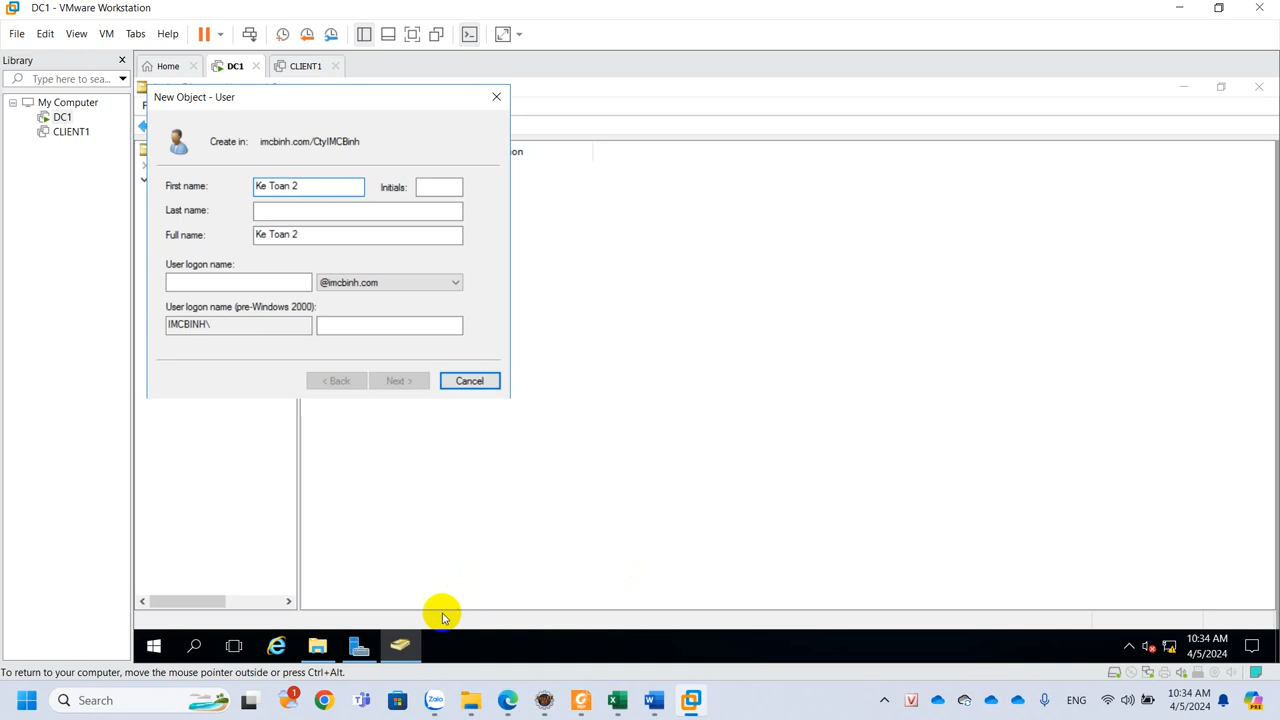 DC1 - VMware Workstation
File Edit View VM Tabs Help
Library
Type here to sea...
Home DC1 CLIENT1
My Computer
DC1
CLIENT1
New Object - User
Create in: imcbinh.com/CtyIMCBinh
First name: Ke Toan 2 Initials:
Last name:
Full name: Ke Toan 2
User logon name:
@imcbinh.com
User logon name (pre-Windows 2000):
IMCBINH\
< Back Next > Cancel
10:34 AM
4/5/2024
To return to your computer, move the mouse pointer outside or press Ctrl+Alt.
Search
1
Zalo
ENG
10:34 AM
4/5/2024
PRE